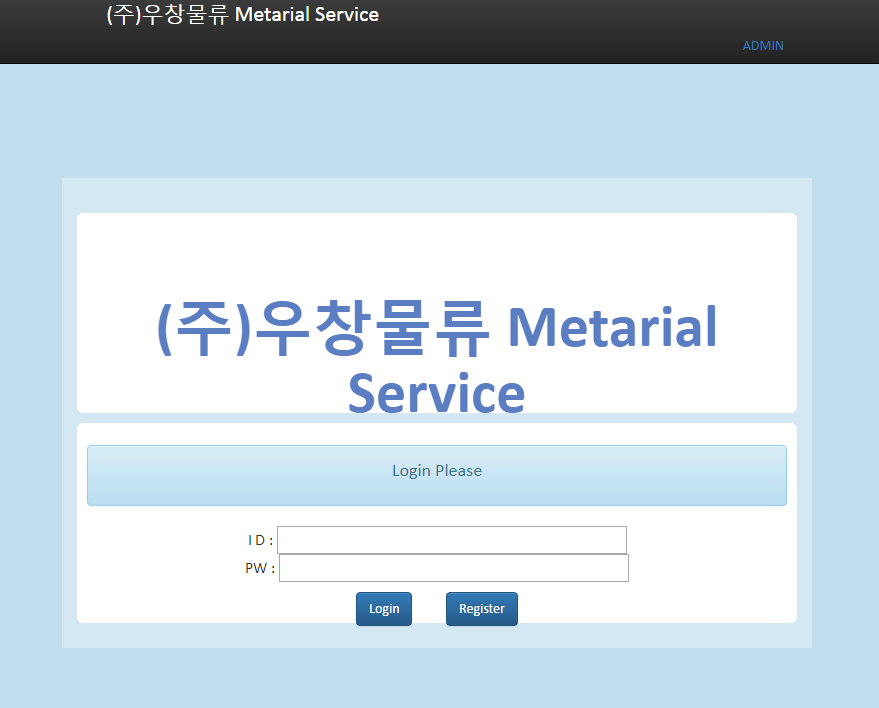 (주)우창물류 Metarial Service
ADMIN
(주)우창물류 Metarial
Service
Login Please
I D :
PW :
Login Register